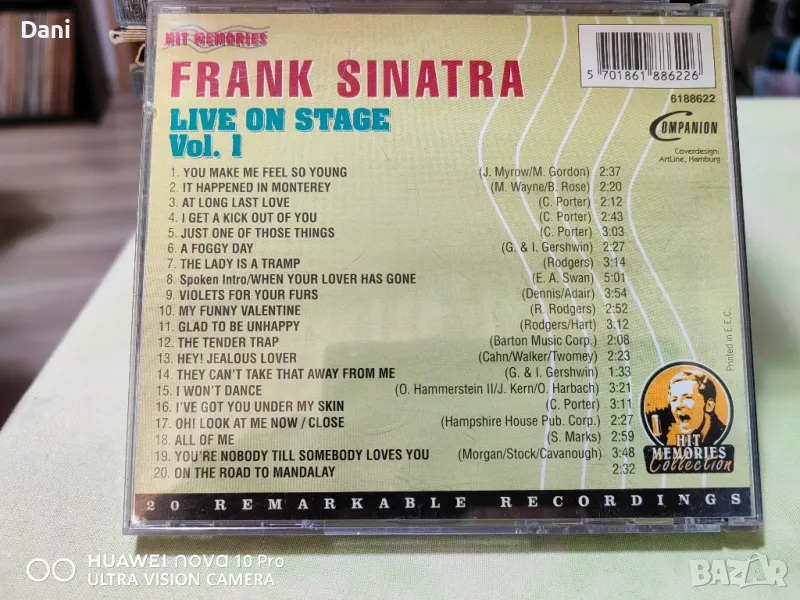 Dani
HIT MEMORIES
FRANK SINATRA
LIVE ON STAGE
Vol. 1
5 701861 886226
6188622
COMPANION
Coverdesign:
ArtLine, Hamburg
1. YOU MAKE ME FEEL SO YOUNG (J. Myrow/M. Gordon) 2:37
2. IT HAPPENED IN MONTEREY (M. Wayne/B. Rose) 2:20
3. AT LONG LAST LOVE (C. Porter) 2:12
4. I GET A KICK OUT OF YOU (C. Porter) 2:43
5. JUST ONE OF THOSE THINGS (C. Porter) 3:03
6. A FOGGY DAY (G. & I. Gershwin) 2:27
7. THE LADY IS A TRAMP (Rodgers) 3:14
8. Spoken Intro/WHEN YOUR LOVER HAS GONE (E. A. Swan) 5:01
9. VIOLETS FOR YOUR FURS (Dennis/Adair) 3:54
10. MY FUNNY VALENTINE (R. Rodgers) 2:52
11. GLAD TO BE UNHAPPY (Rodgers/Hart) 3:12
12. THE TENDER TRAP (Barton Music Corp.) 2:08
13. HEY! JEALOUS LOVER (Cahn/Walker/Twomey) 2:23
14. THEY CAN'T TAKE THAT AWAY FROM ME (G. & I. Gershwin) 1:33
15. I WON'T DANCE (O. Hammerstein II/J. Kern/O. Harbach) 3:21
16. I'VE GOT YOU UNDER MY SKIN (C. Porter) 3:11
17. OH! LOOK AT ME NOW / CLOSE (Hampshire House Pub. Corp.) 2:27
18. ALL OF ME (S. Marks) 2:59
19. YOU'RE NOBODY TILL SOMEBODY LOVES YOU (Morgan/Stock/Cavanough) 3:48
20. ON THE ROAD TO MANDALAY 2:32
Printed in E.E.C.
HIT
MEMORIES
Collection
20 REMARKABLE RECORDINGS
HUAWEI nova 10 Pro
ULTRA VISION CAMERA
BAZAR